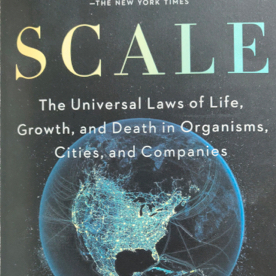 —THE NEW YORK TIMES
SCALE
The Universal Laws of Life,
Growth, and Death in Organisms,
Cities, and Companies